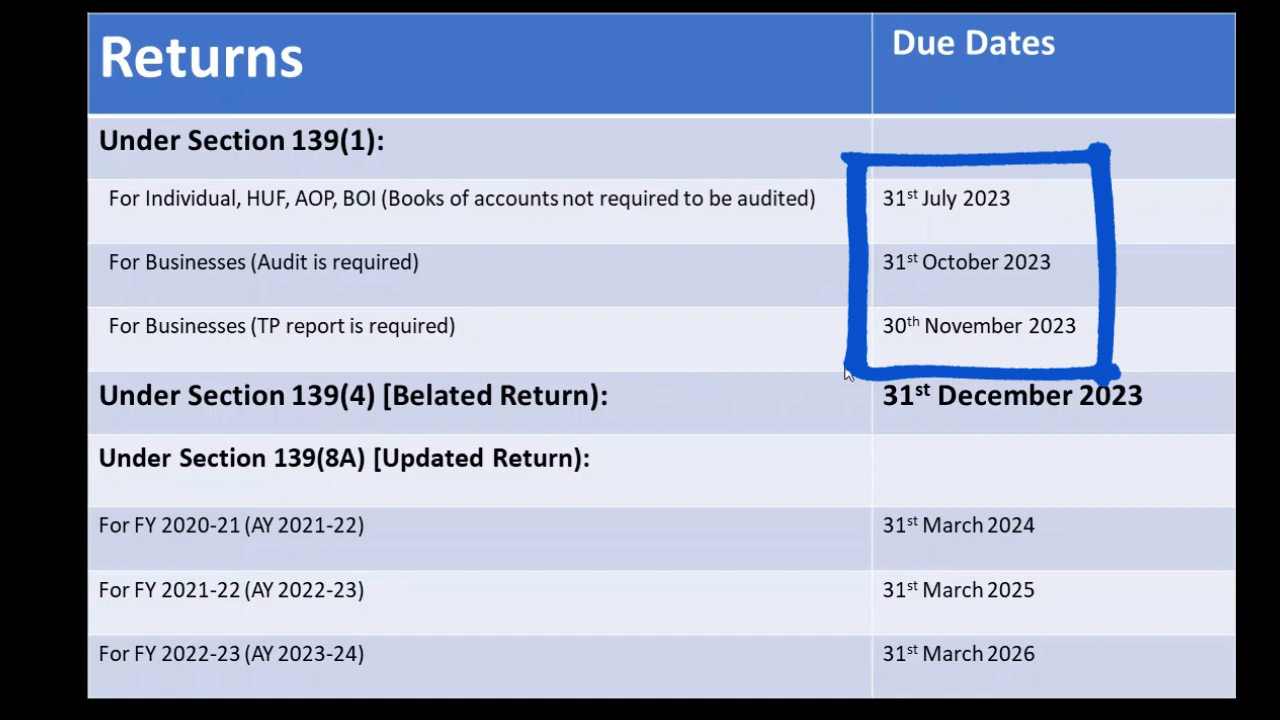 Returns
Due Dates
Under Section 139(1):
For Individual, HUF, AOP, BOI (Books of accounts not required to be audited)
31st July 2023
For Businesses (Audit is required)
31st October 2023
For Businesses (TP report is required)
30th November 2023
Under Section 139(4) [Belated Return):
31st December 2023
Under Section 139(8A) [Updated Return):
For FY 2020-21 (AY 2021-22)
31st March 2024
For FY 2021-22 (AY 2022-23)
31st March 2025
For FY 2022-23 (AY 2023-24)
31st March 2026